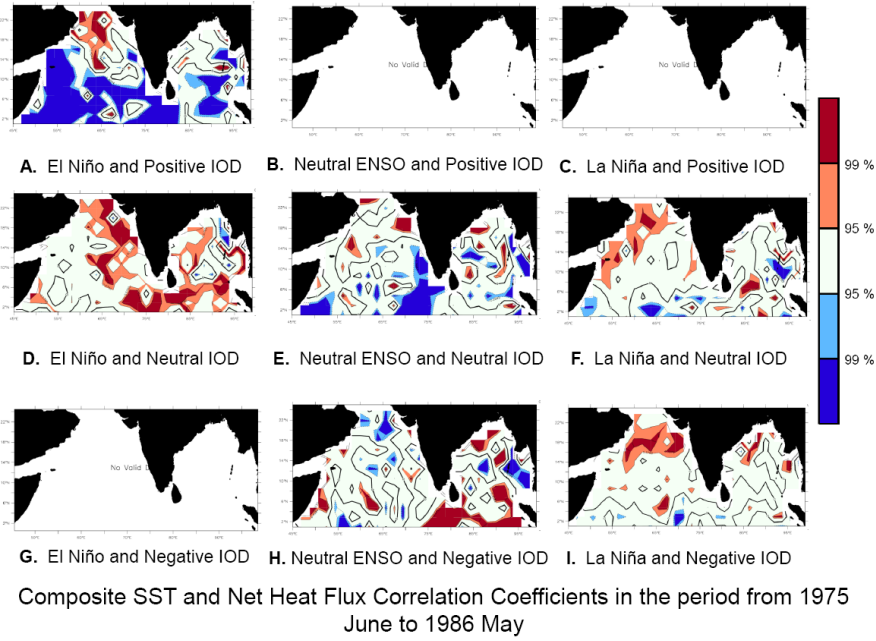 No Valid D
No Valid D
A. El Niño and Positive IOD
B. Neutral ENSO and Positive IOD
C. La Niña and Positive IOD
99 %
95 %
95 %
99 %
D. El Niño and Neutral IOD
E. Neutral ENSO and Neutral IOD
F. La Niña and Neutral IOD
No Valid D
G. El Niño and Negative IOD
H. Neutral ENSO and Negative IOD
I. La Niña and Negative IOD
Composite SST and Net Heat Flux Correlation Coefficients in the period from 1975
June to 1986 May